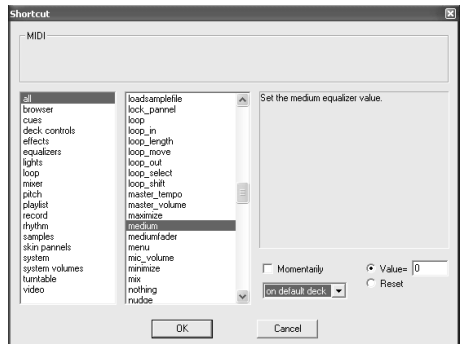 Shortcut
MIDI
all
browser
cues
deck controls
effects
equalizers
lights
loop
mixer
pitch
playlist
record
rhythm
samples
skin pannels
system
system volumes
turntable
video
loadsamplefile
lock_pannel
loop
loop_in
loop_length
loop_move
loop_out
loop_select
loop_shift
master_tempo
master_volume
maximize
medium
mediumfader
menu
mic_volume
minimize
mix
nothing
nudge
Set the medium equalizer value.
Momentarily
Value= 0
on default deck
Reset
OK
Cancel